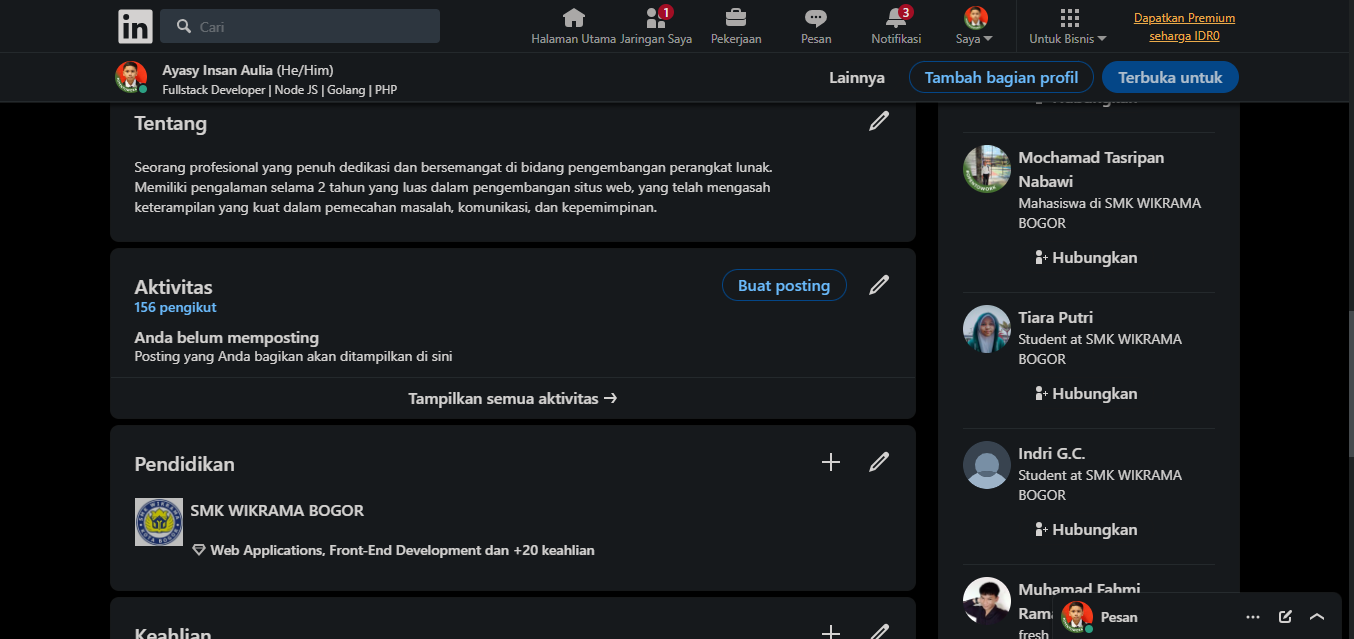 in
Cari
1
3
Halaman Utama
Jaringan Saya
Pekerjaan
Pesan
Notifikasi
Saya
Untuk Bisnis
Dapatkan Premium
seharga IDR0
Ayasy Insan Aulia (He/Him)
Fullstack Developer | Node JS | Golang | PHP
Lainnya
Tambah bagian profil
Terbuka untuk
Tentang
Seorang profesional yang penuh dedikasi dan bersemangat di bidang pengembangan perangkat lunak.
Memiliki pengalaman selama 2 tahun yang luas dalam pengembangan situs web, yang telah mengasah
keterampilan yang kuat dalam pemecahan masalah, komunikasi, dan kepemimpinan.
Aktivitas
156 pengikut
Buat posting
Anda belum memposting
Posting yang Anda bagikan akan ditampilkan di sini
Tampilkan semua aktivitas →
Pendidikan
SMK WIKRAMA BOGOR
Web Applications, Front-End Development dan +20 keahlian
Keahlian
Hubungkan
Mochamad Tasripan
Nabawi
Mahasiswa di SMK WIKRAMA
BOGOR
Hubungkan
Tiara Putri
Student at SMK WIKRAMA
BOGOR
Hubungkan
Indri G.C.
Student at SMK WIKRAMA
BOGOR
Hubungkan
Muhamad Fahmi
fresh
Pesan